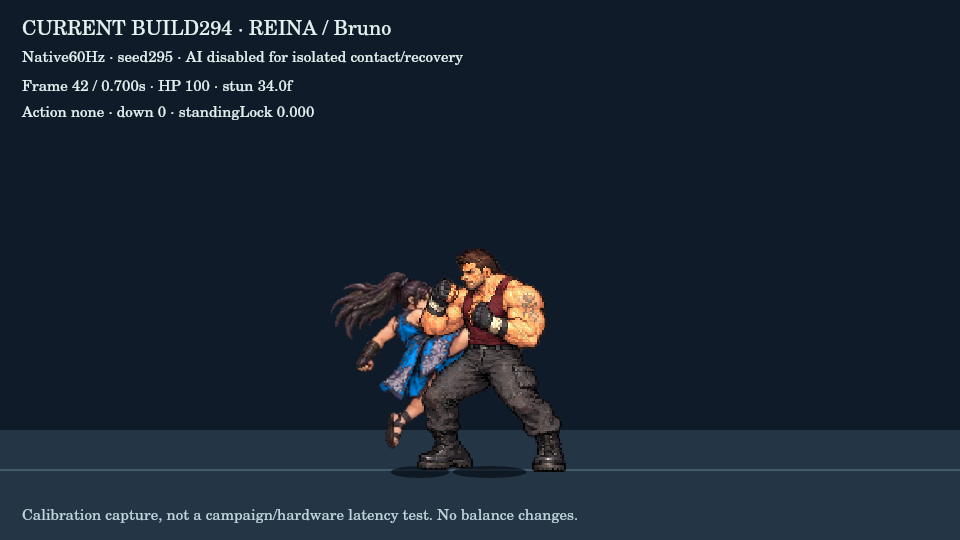 CURRENT BUILD294 · REINA / Bruno
Native60Hz · seed295 · AI disabled for isolated contact/recovery
Frame 42 / 0.700s · HP 100 · stun 34.0f
Action none · down 0 · standingLock 0.000
Calibration capture, not a campaign/hardware latency test. No balance changes.